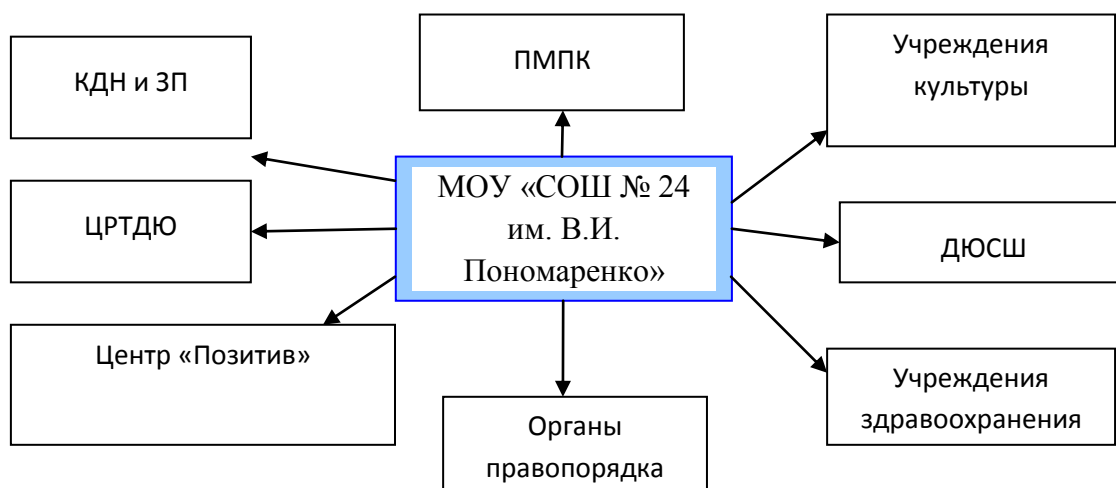 КДН и ЗП
ПМПК
Учреждения
культуры
МОУ «СОШ № 24
им. В.И.
Пономаренко»
ЦРТДЮ
ДЮСШ
Центр «Позитив»
Учреждения
здравоохранения
Органы
правопорядка